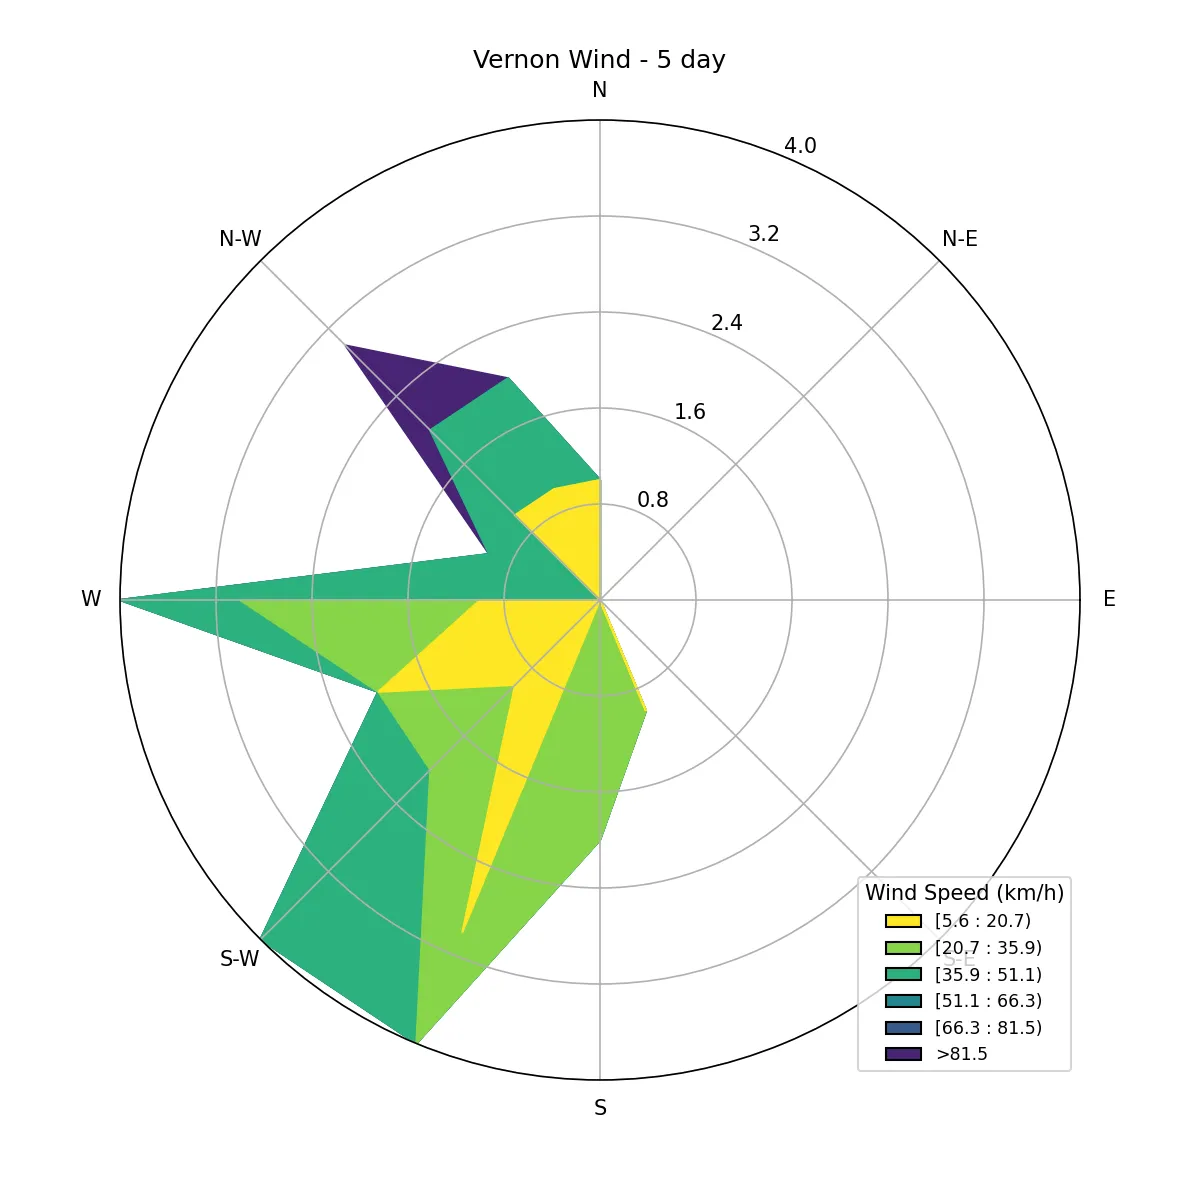 Vernon Wind - 5 day
N
4.0
N-W
3.2
N-E
2.4
1.6
0.8
W
E
S-W
S-E
S
Wind Speed (km/h)
[5.6 : 20.7)
[20.7 : 35.9)
[35.9 : 51.1)
[51.1 : 66.3)
[66.3 : 81.5)
>81.5